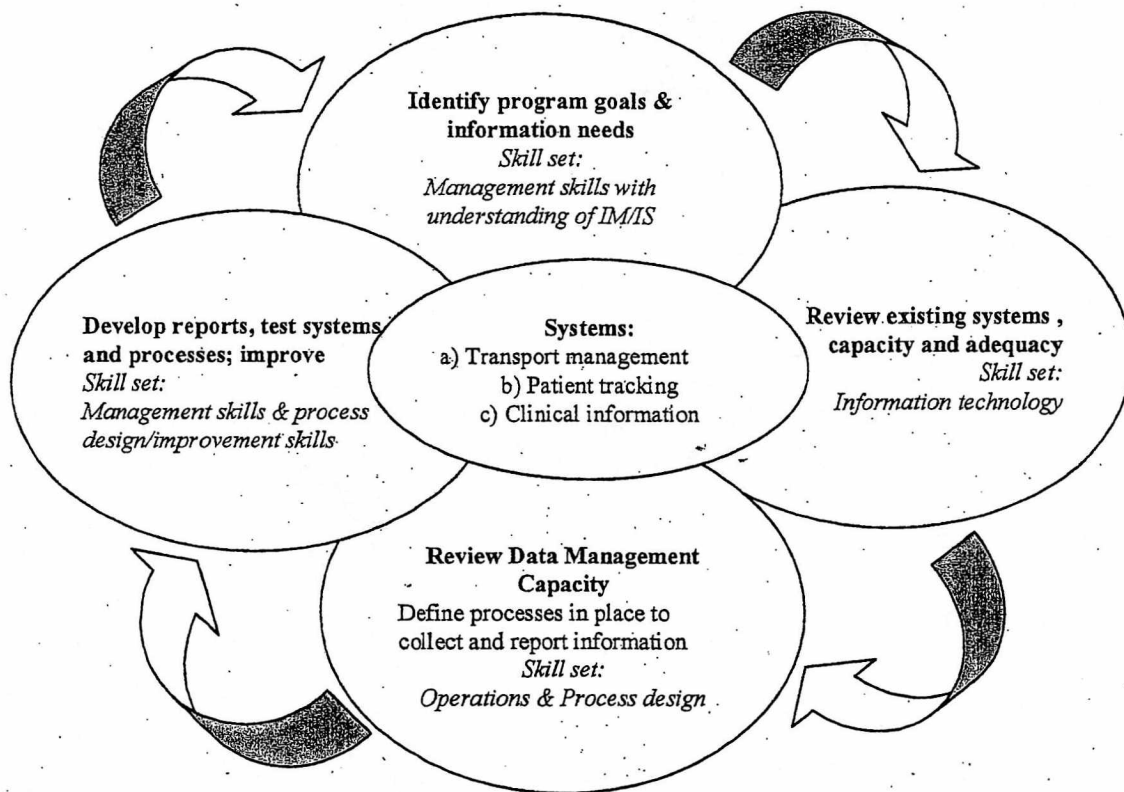 Identify program goals &
information needs
Skill set:
Management skills with
understanding of IM/IS
Review existing systems ,
capacity and adequacy
Skill set:
Information technology
Systems:
a) Transport management
b) Patient tracking
c) Clinical information
Develop reports, test systems
and processes; improve
Skill set:
Management skills & process
design/improvement skills
Review Data Management
Capacity
Define processes in place to
collect and report information
Skill set:
Operations & Process design